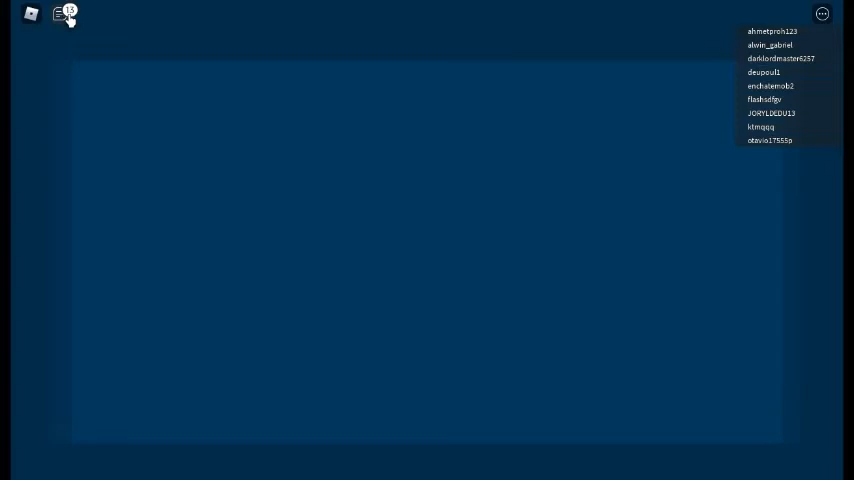 13
ahmetproh123
alwin_gabriel
darklordmaster6257
deupoul1
enchatemob2
flashsdfgv
JORYLDEDU13
ktmqqq
otavio17555p